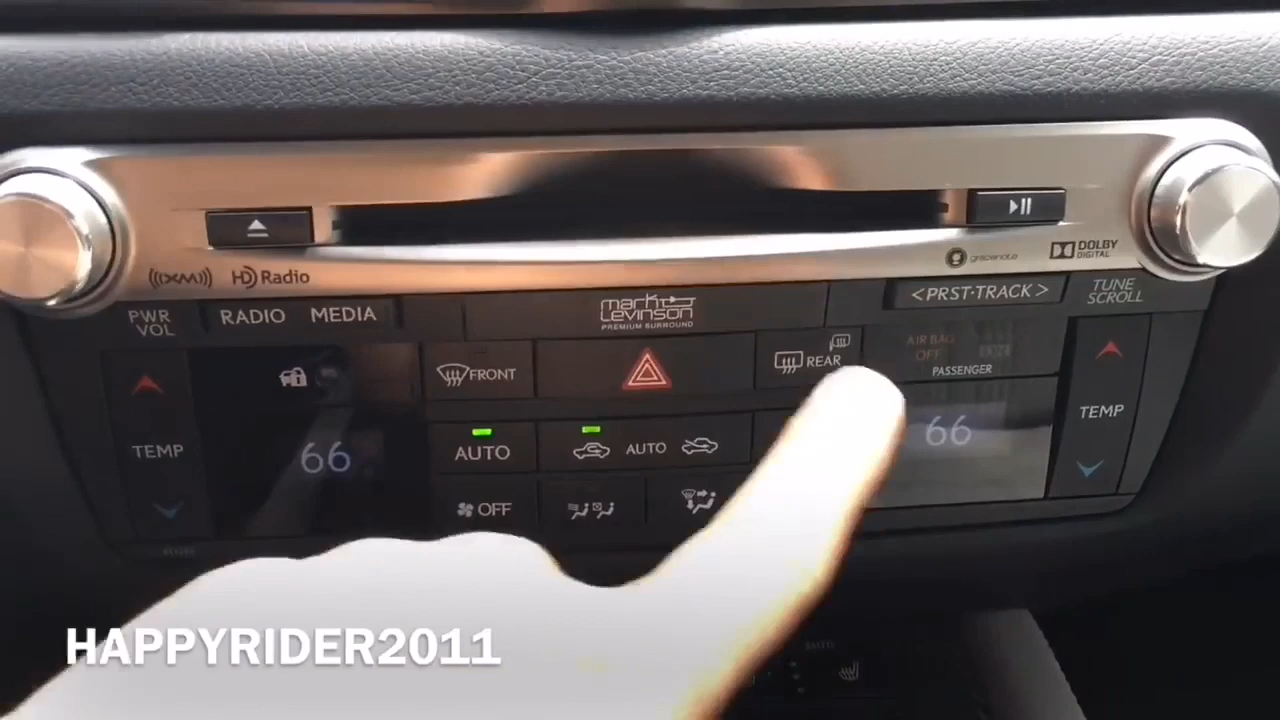 XM
HD Radio
gracenote
DOLBY
DIGITAL
PWR
VOL
RADIO MEDIA
mark
Levinson
PREMIUM SURROUND
<PRST·TRACK>
TUNE
SCROLL
FRONT
REAR
AIR BAG
OFF
PASSENGER
TEMP
66
AUTO
AUTO
66
TEMP
OFF
HAPPYRIDER2011